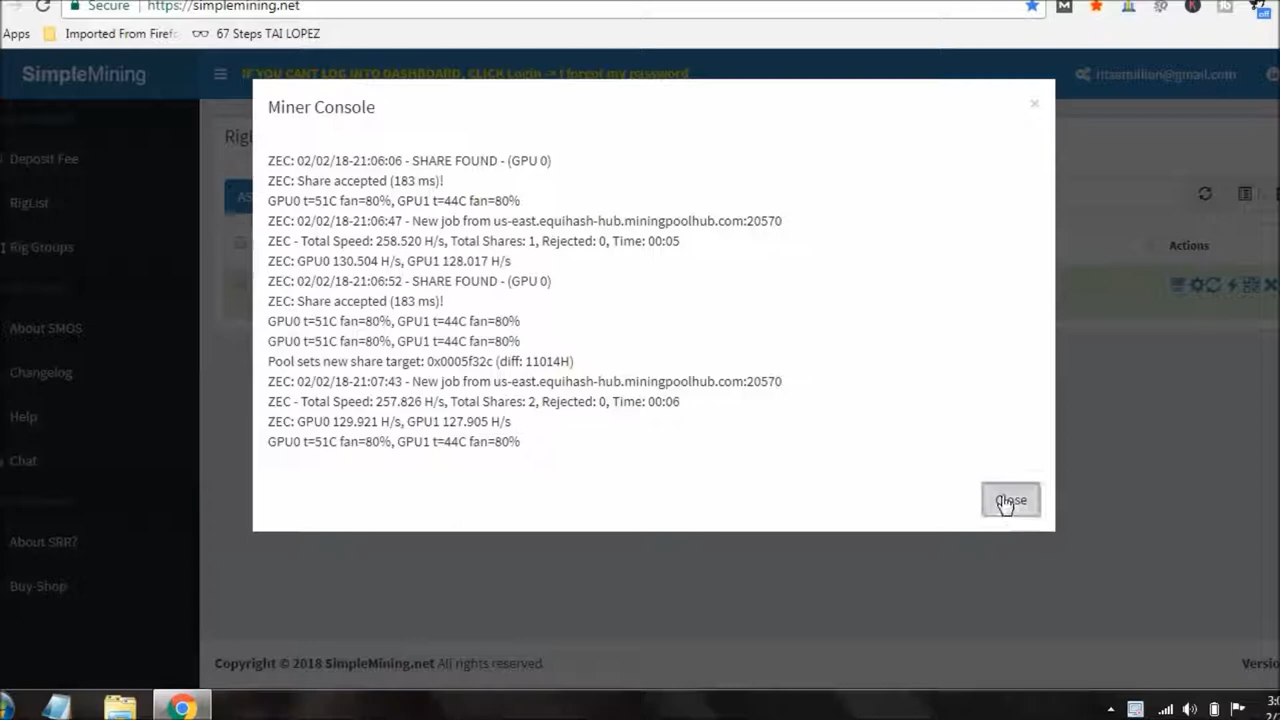 Secure https://simplemining.net
Apps Imported From Firef 67 Steps TAI LOPEZ
SimpleMining IF YOU CANT LOG INTO DASHBOARD, CLICK Login -> I forgot my password
Miner Console ×
ZEC: 02/02/18-21:06:06 - SHARE FOUND - (GPU 0)
ZEC: Share accepted (183 ms)!
GPU0 t=51C fan=80%, GPU1 t=44C fan=80%
ZEC: 02/02/18-21:06:47 - New job from us-east.equihash-hub.miningpoolhub.com:20570
ZEC - Total Speed: 258.520 H/s, Total Shares: 1, Rejected: 0, Time: 00:05
ZEC: GPU0 130.504 H/s, GPU1 128.017 H/s
ZEC: 02/02/18-21:06:52 - SHARE FOUND - (GPU 0)
ZEC: Share accepted (183 ms)!
GPU0 t=51C fan=80%, GPU1 t=44C fan=80%
GPU0 t=51C fan=80%, GPU1 t=44C fan=80%
Pool sets new share target: 0x0005f32c (diff: 11014H)
ZEC: 02/02/18-21:07:43 - New job from us-east.equihash-hub.miningpoolhub.com:20570
ZEC - Total Speed: 257.826 H/s, Total Shares: 2, Rejected: 0, Time: 00:06
ZEC: GPU0 129.921 H/s, GPU1 127.905 H/s
GPU0 t=51C fan=80%, GPU1 t=44C fan=80%
Close
Deposit Fee
RigList
Rig Groups
About SMOS
Changelog
Help
Chat
About SRR?
Buy-Shop
Rig
AS
Actions
Copyright © 2018 SimpleMining.net All rights reserved. Versio
off